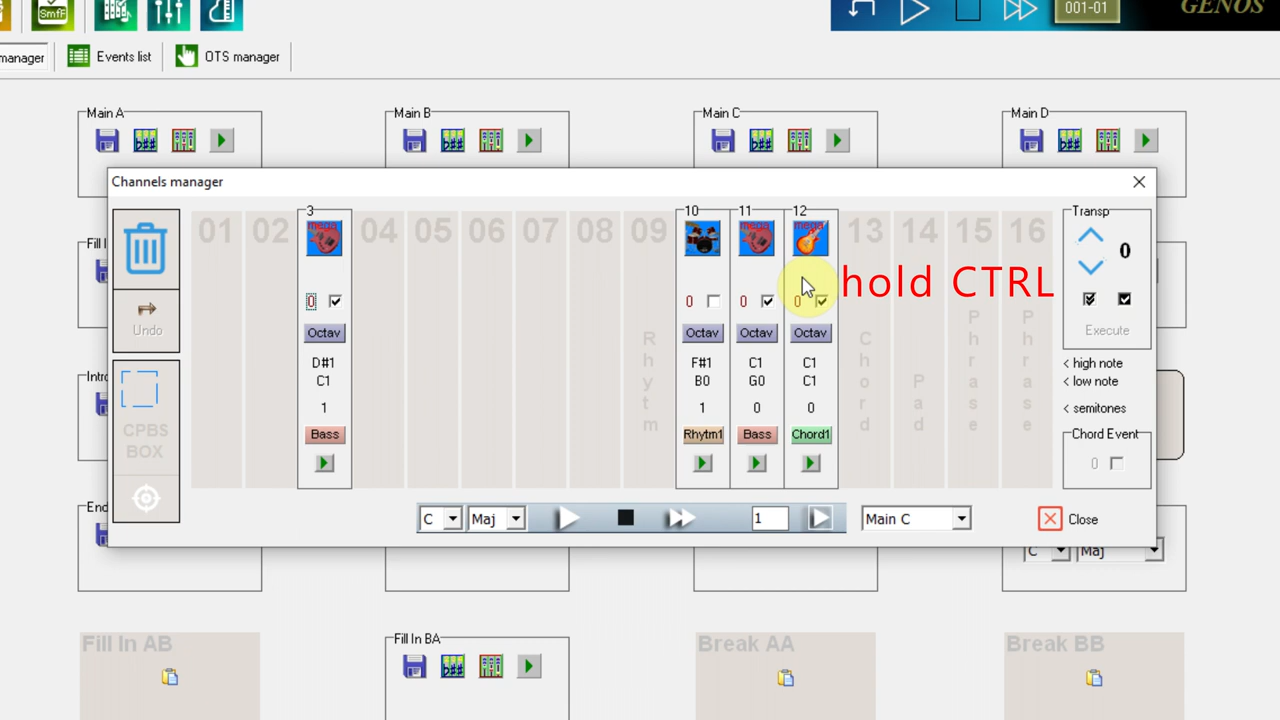 SmfF
001-01
GENOS
manager
Events list
OTS manager
Main A
Main B
Main C
Main D
Channels manager
Fill I
Intro
End
01
02
3
04
05
06
07
08
09
10
11
12
13
14
15
16
mega
mega
mega
hold CTRL
Transp
0
0
0
0
0
Octav
Octav
Octav
Octav
Undo
Execute
Rhytm
Chord
Pad
Phrase
Phrase
D#1
F#1
C1
C1
< high note
C1
B0
G0
C1
< low note
1
1
0
0
< semitones
CPBS
BOX
Bass
Rhytm1
Bass
Chord1
Chord Event
0
C
Maj
1
Main C
Close
C
Maj
Fill In AB
Fill In BA
Break AA
Break BB